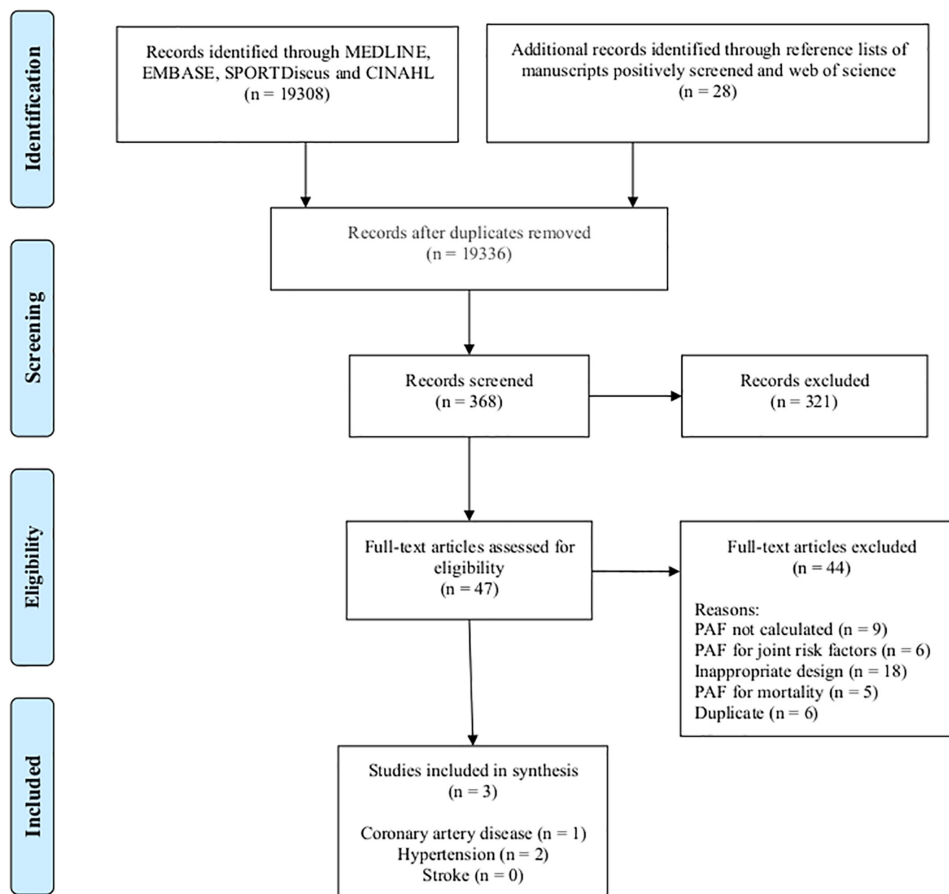 Identification
Records identified through MEDLINE,
EMBASE, SPORTDiscus and CINAHL
(n = 19308)
Additional records identified through reference lists of
manuscripts positively screened and web of science
(n = 28)
Screening
Records after duplicates removed
(n = 19336)
Records screened
(n = 368)
Records excluded
(n = 321)
Eligibility
Full-text articles assessed for
eligibility
(n = 47)
Full-text articles excluded
(n = 44)
Reasons:
PAF not calculated (n = 9)
PAF for joint risk factors (n = 6)
Inappropriate design (n = 18)
PAF for mortality (n = 5)
Duplicate (n = 6)
Included
Studies included in synthesis
(n = 3)
Coronary artery disease (n = 1)
Hypertension (n = 2)
Stroke (n = 0)